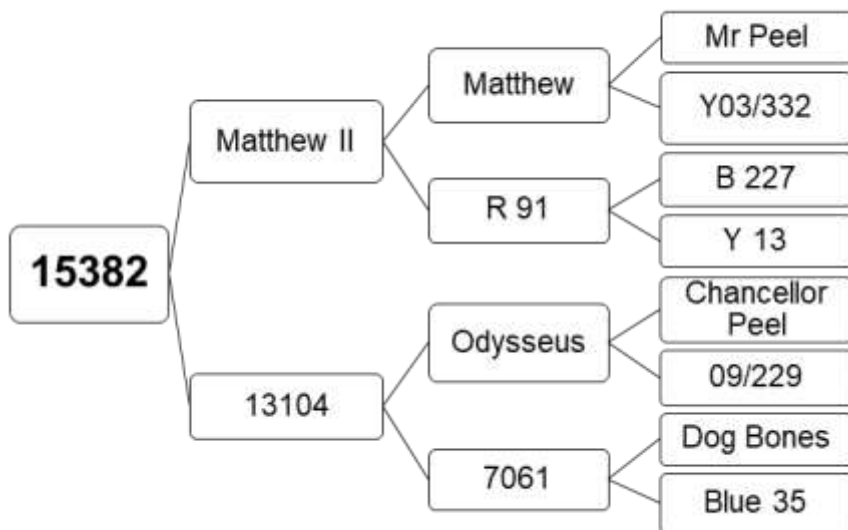 Mr Peel
Matthew
Y03/332
Matthew II
B 227
R 91
Y 13
15382
Chancellor
Peel
Odysseus
09/229
13104
Dog Bones
7061
Blue 35